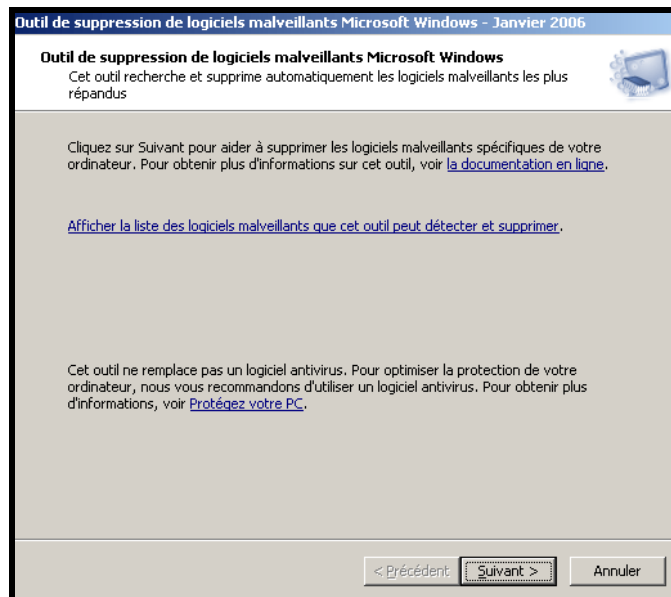 Outil de suppression de logiciels malveillants Microsoft Windows - Janvier 2006
Outil de suppression de logiciels malveillants Microsoft Windows
Cet outil recherche et supprime automatiquement les logiciels malveillants les plus
répandus
Cliquez sur Suivant pour aider à supprimer les logiciels malveillants spécifiques de votre
ordinateur. Pour obtenir plus d'informations sur cet outil, voir la documentation en ligne.
Afficher la liste des logiciels malveillants que cet outil peut détecter et supprimer.
Cet outil ne remplace pas un logiciel antivirus. Pour optimiser la protection de votre
ordinateur, nous vous recommandons d'utiliser un logiciel antivirus. Pour obtenir plus
d'informations, voir Protégez votre PC.
< Précédent Suivant > Annuler